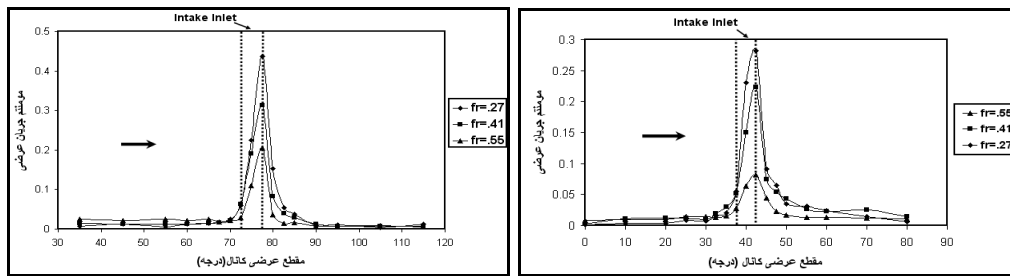 Intake Inlet
0.5
0.4
0.3
0.2
0.1
0
30 40 50 60 70 80 90 100 110 120
مومنتم جریان عرضی
مقطع عرضی کانال(درجه)
fr=.27
fr=.41
fr=.55
Intake Inlet
0.3
0.25
0.2
0.15
0.1
0.05
0
0 10 20 30 40 50 60 70 80 90
مومنتم جریان عرضی
مقطع عرضی کانال (درجه)
fr=.55
fr=.41
fr=.27